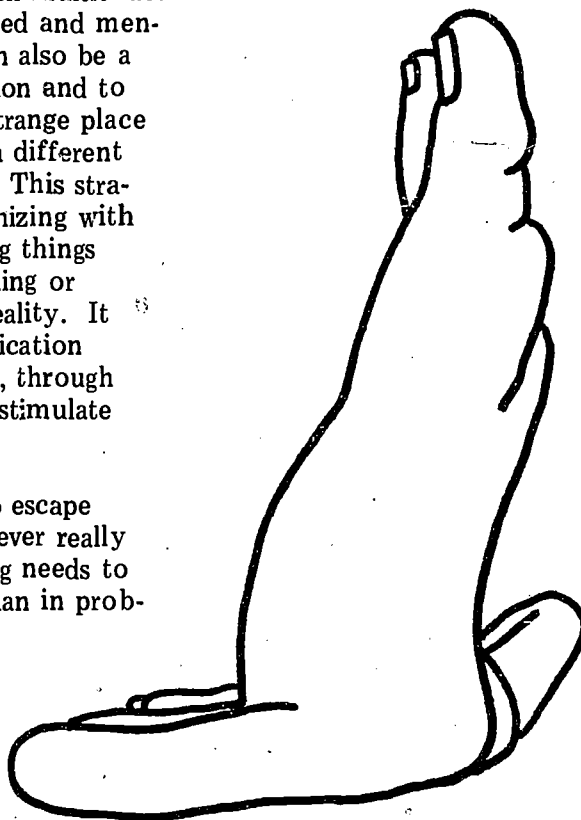 ed and men-
also be a
on and to
trange place
different
This stra-
nizing with
g things
ing or
eality. It
ication
, through
stimulate
escape
ever really
g needs to
an in prob-